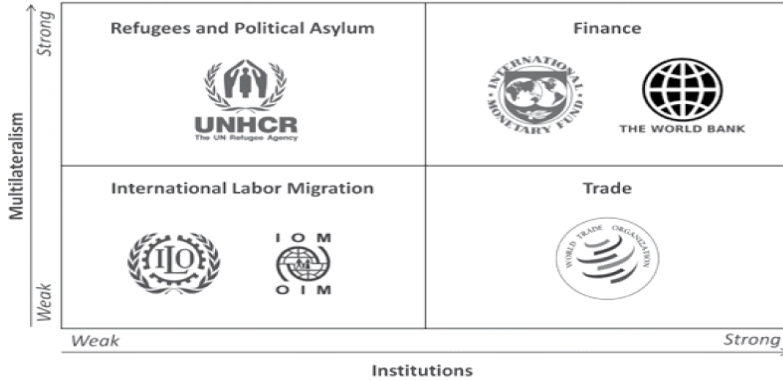 Strong
Multilateralism
Weak
Refugees and Political Asylum
UNHCR
The UN Refugee Agency
Finance
INTERNATIONAL
MONETARY FUND
THE WORLD BANK
International Labor Migration
ILO
IOM
OIM
Trade
WORLD TRADE ORGANIZATION
Weak
Strong
Institutions